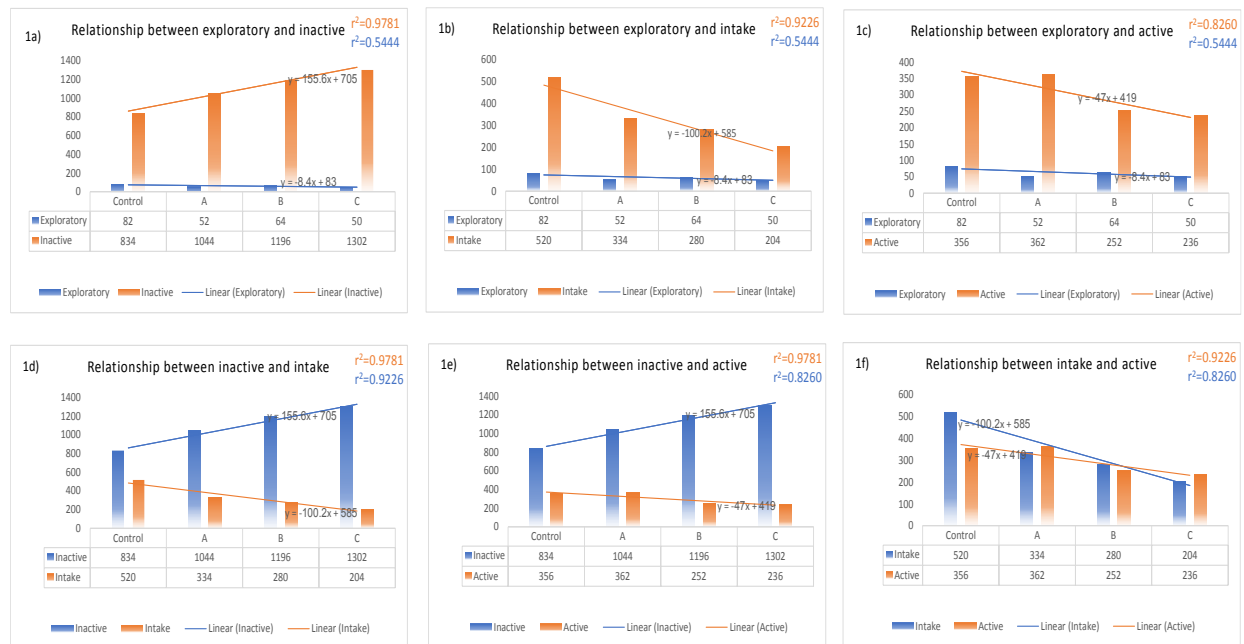 1a) Relationship between exploratory and inactive
r²=0.9781
r²=0.5444
1400
1200
1000
800
600
400
200
0
y = 155.6x + 705
y = -8.4x + 83
Control A B C
Exploratory 82 52 64 50
Inactive 834 1044 1196 1302
Exploratory Inactive Linear (Exploratory) Linear (Inactive)
1b) Relationship between exploratory and intake
r²=0.9226
r²=0.5444
600
500
400
300
200
100
0
y = -100.2x + 585
y = -8.4x + 83
Control A B C
Exploratory 82 52 64 50
Intake 520 334 280 204
Exploratory Intake Linear (Exploratory) Linear (Intake)
1c) Relationship between exploratory and active
r²=0.8260
r²=0.5444
400
350
300
250
200
150
100
50
0
y = -47x + 419
y = -8.4x + 83
Control A B C
Exploratory 82 52 64 50
Active 356 362 252 236
Exploratory Active Linear (Exploratory) Linear (Active)
1d) Relationship between inactive and intake
r²=0.9781
r²=0.9226
1400
1200
1000
800
600
400
200
0
y = 155.6x + 705
y = -100.2x + 585
Control A B C
Inactive 834 1044 1196 1302
Intake 520 334 280 204
Inactive Intake Linear (Inactive) Linear (Intake)
1e) Relationship between inactive and active
r²=0.9781
r²=0.8260
1400
1200
1000
800
600
400
200
0
y = 155.6x + 705
y = -47x + 419
Control A B C
Inactive 834 1044 1196 1302
Active 356 362 252 236
Inactive Active Linear (Inactive) Linear (Active)
1f) Relationship between intake and active
r²=0.9226
r²=0.8260
600
500
400
300
200
100
0
y = -100.2x + 585
y = -47x + 419
Control A B C
Intake 520 334 280 204
Active 356 362 252 236
Intake Active Linear (Intake) Linear (Active)